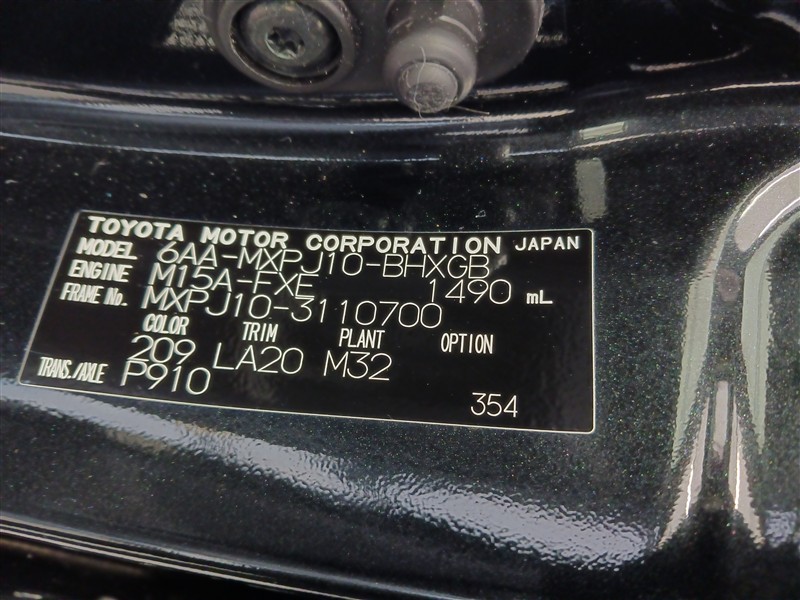 TOYOTA MOTOR CORPORATION JAPAN
MODEL 6AA-MXPJ10-BHXGB
ENGINE M15A-FXE 1490 mL
FRAME No. MXPJ10-3110700
COLOR TRIM PLANT OPTION
209 LA20 M32
TRANS./AXLE P910
354